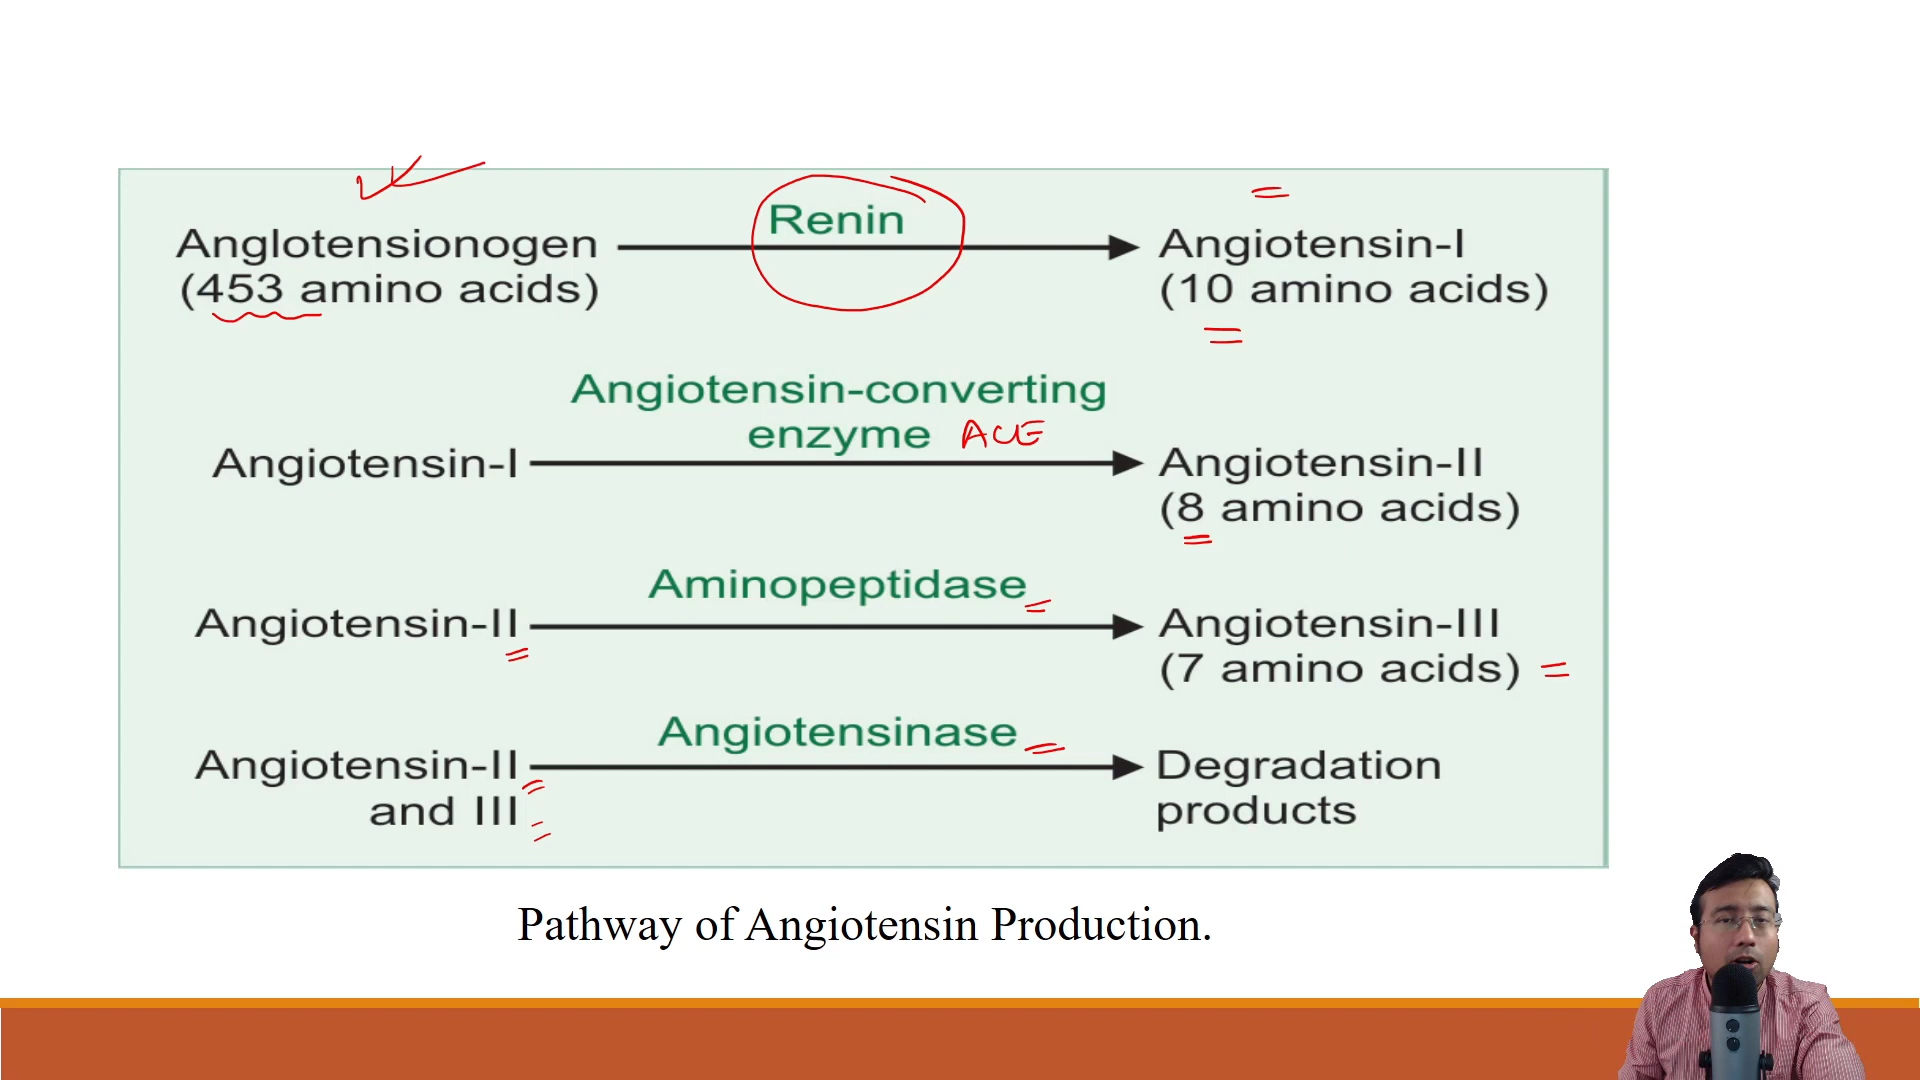 Renin
Anglotensionogen
Angiotensin-I
(453 amino acids)
(10 amino acids)
Angiotensin-converting
enzyme ACE
Angiotensin-I
Angiotensin-II
(8 amino acids)
Aminopeptidase
Angiotensin-II
Angiotensin-III
(7 amino acids)
Angiotensinase
Angiotensin-II
and III
Degradation
products
Pathway of Angiotensin Production.